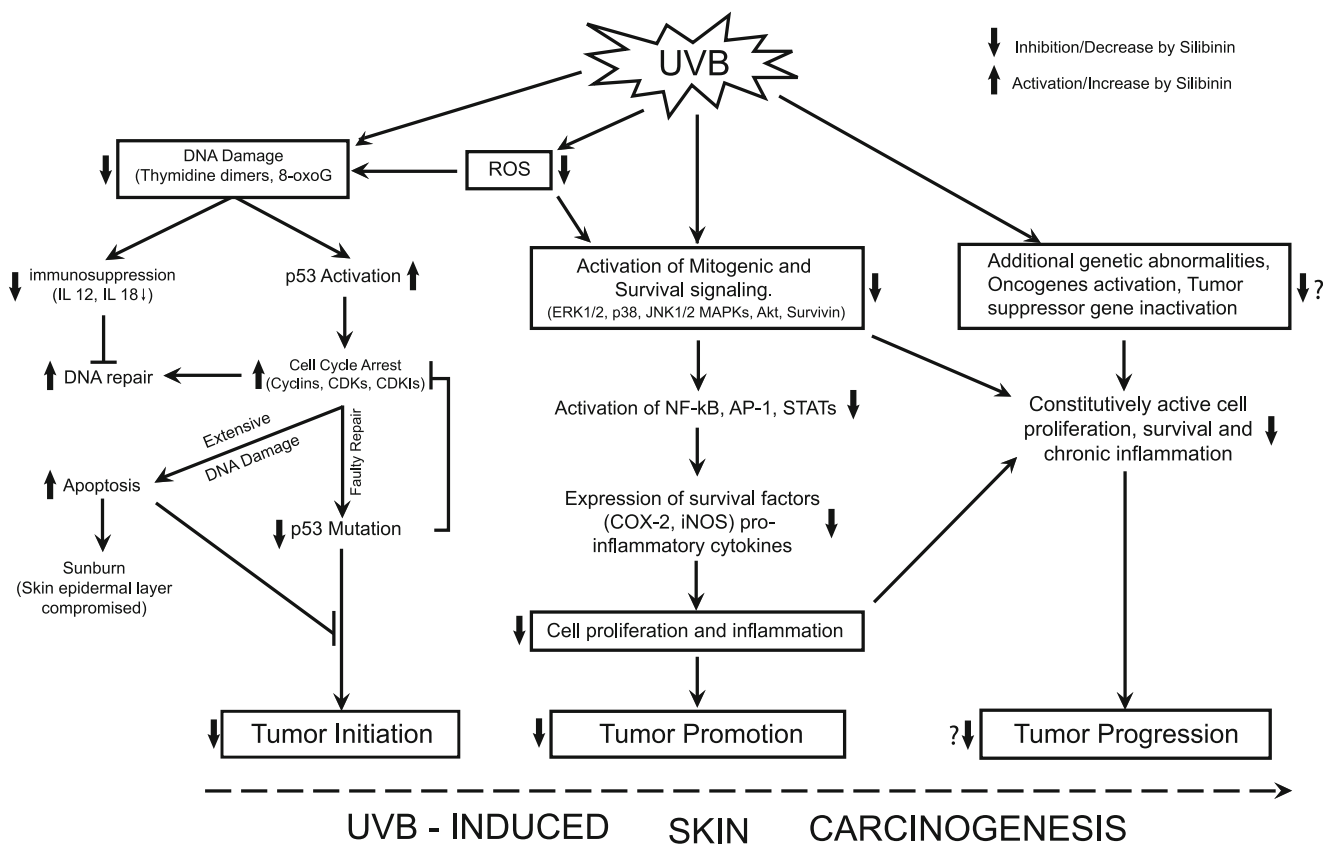 UVB
Inhibition/Decrease by Silibinin
Activation/Increase by Silibinin
DNA Damage
(Thymidine dimers, 8-oxoG
ROS
immunosuppression
(IL 12, IL 18↓)
p53 Activation
Activation of Mitogenic and
Survival signaling.
(ERK1/2, p38, JNK1/2 MAPKs, Akt, Survivin)
Additional genetic abnormalities,
Oncogenes activation, Tumor
suppressor gene inactivation
?
DNA repair
Cell Cycle Arrest
(Cyclins, CDKs, CDKIs)
Activation of NF-kB, AP-1, STATs
Constitutively active cell
proliferation, survival and
chronic inflammation
Extensive
DNA Damage
Faulty Repair
Apoptosis
p53 Mutation
Expression of survival factors
(COX-2, iNOS) pro-
inflammatory cytokines
Sunburn
(Skin epidermal layer
compromised)
Cell proliferation and inflammation
Tumor Initiation
Tumor Promotion
?
Tumor Progression
UVB - INDUCED SKIN CARCINOGENESIS